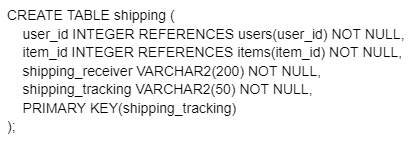 CREATE TABLE shipping (
user_id INTEGER REFERENCES users(user_id) NOT NULL,
item_id INTEGER REFERENCES items(item_id) NOT NULL,
shipping_receiver VARCHAR2(200) NOT NULL,
shipping_tracking VARCHAR2(50) NOT NULL,
PRIMARY KEY(shipping_tracking)
);